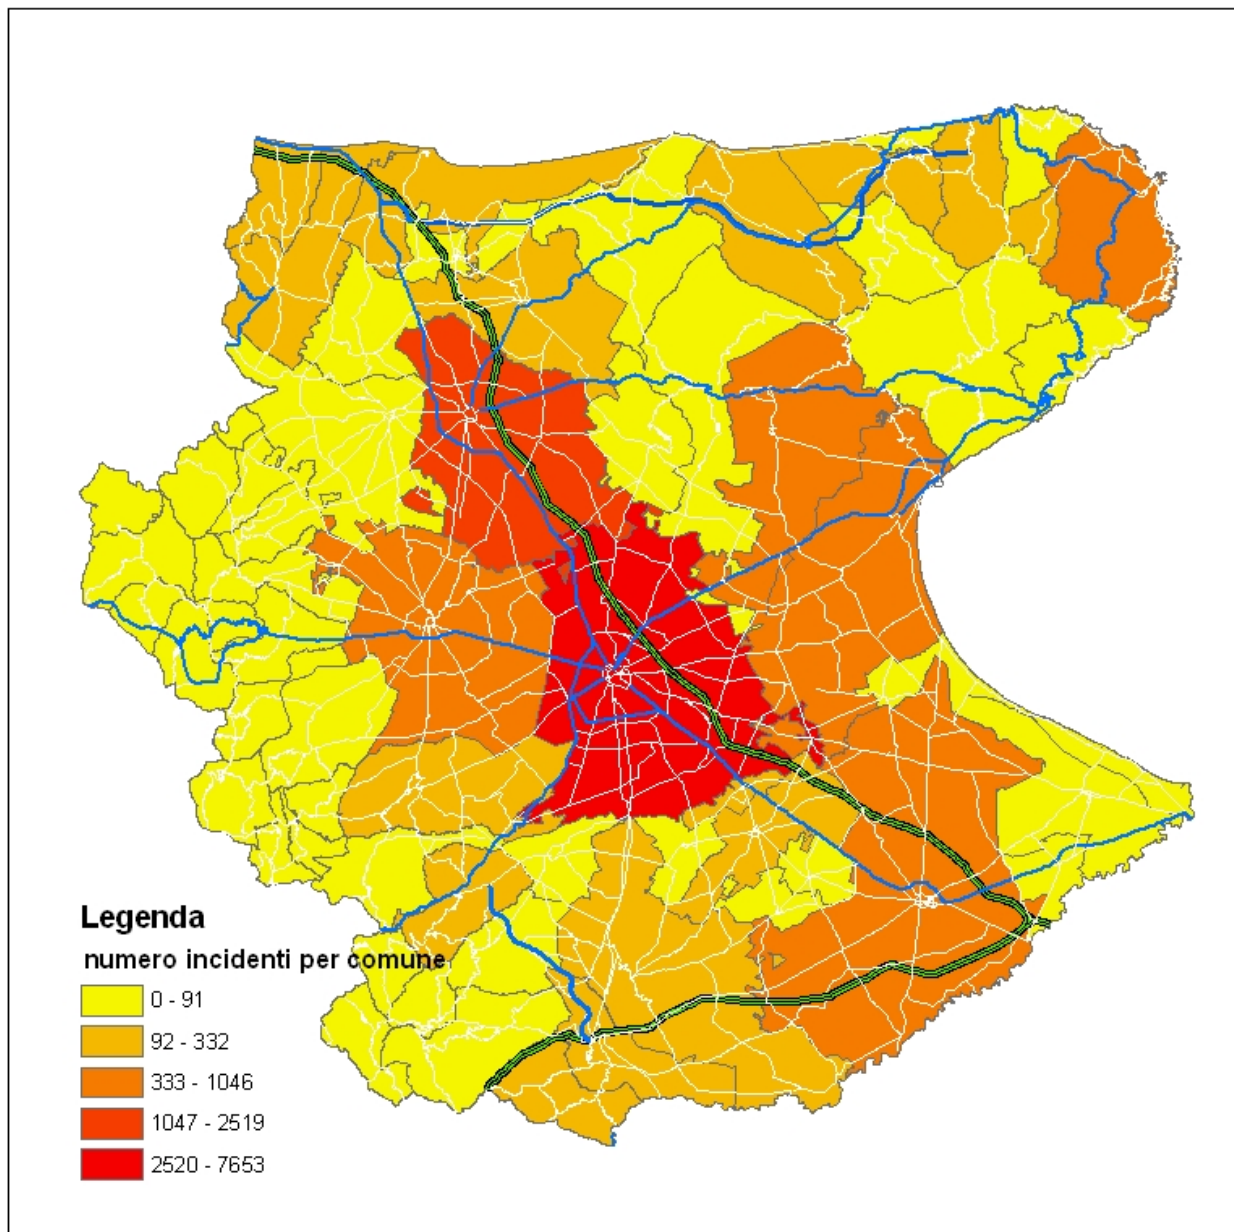 Legenda
numero incidenti per comune
0 - 91
92 - 332
333 - 1046
1047 - 2519
2520 - 7653